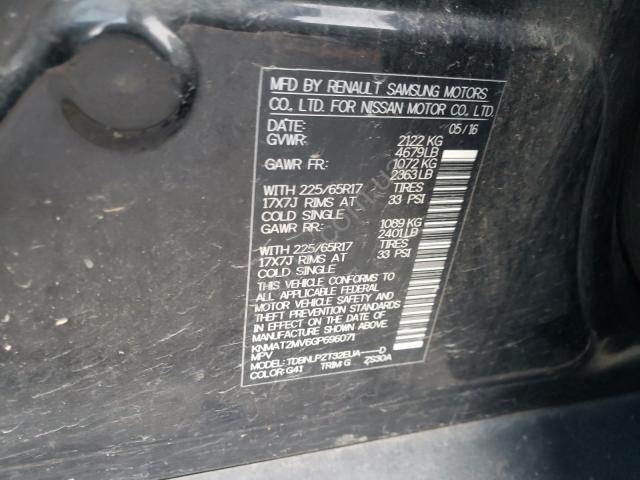 MFD BY RENAULT SAMSUNG MOTORS
CO., LTD. FOR NISSAN MOTOR CO., LTD.
DATE: 05/16
GVWR: 2122 KG
4679LB
GAWR FR: 1072 KG
2363LB
WITH 225/65R17 TIRES
17X7J RIMS AT 33 PSI
COLD SINGLE
GAWR RR: 1089 KG
2401LB
WITH 225/65R17 TIRES
17X7J RIMS AT 33 PSI
COLD SINGLE
THIS VEHICLE CONFORMS TO
ALL APPLICABLE FEDERAL
MOTOR VEHICLE SAFETY AND
THEFT PREVENTION STANDARDS
IN EFFECT ON THE DATE OF
MANUFACTURE SHOWN ABOVE.
KNMAT2MV6GP696071
MPV
MODEL: TDBNLPZT32EUA-----D
COLOR: G41 TRIM: G ZS30A